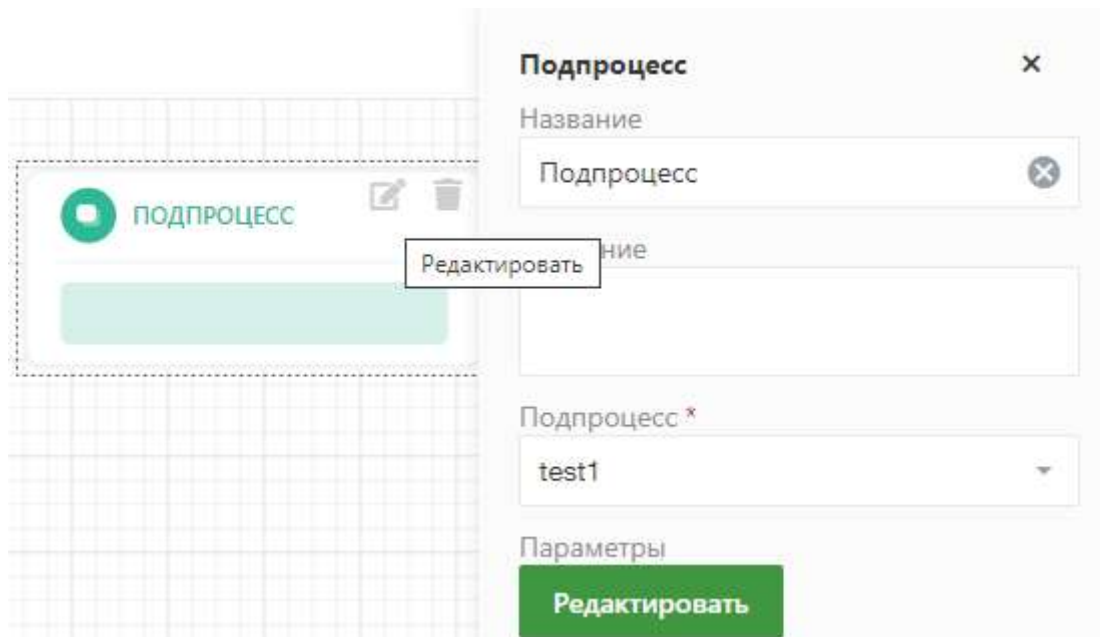 ПОДПРОЦЕСС
Редактировать
Подпроцесс
Название
Подпроцесс
ние
Подпроцесс *
test1
Параметры
Редактировать